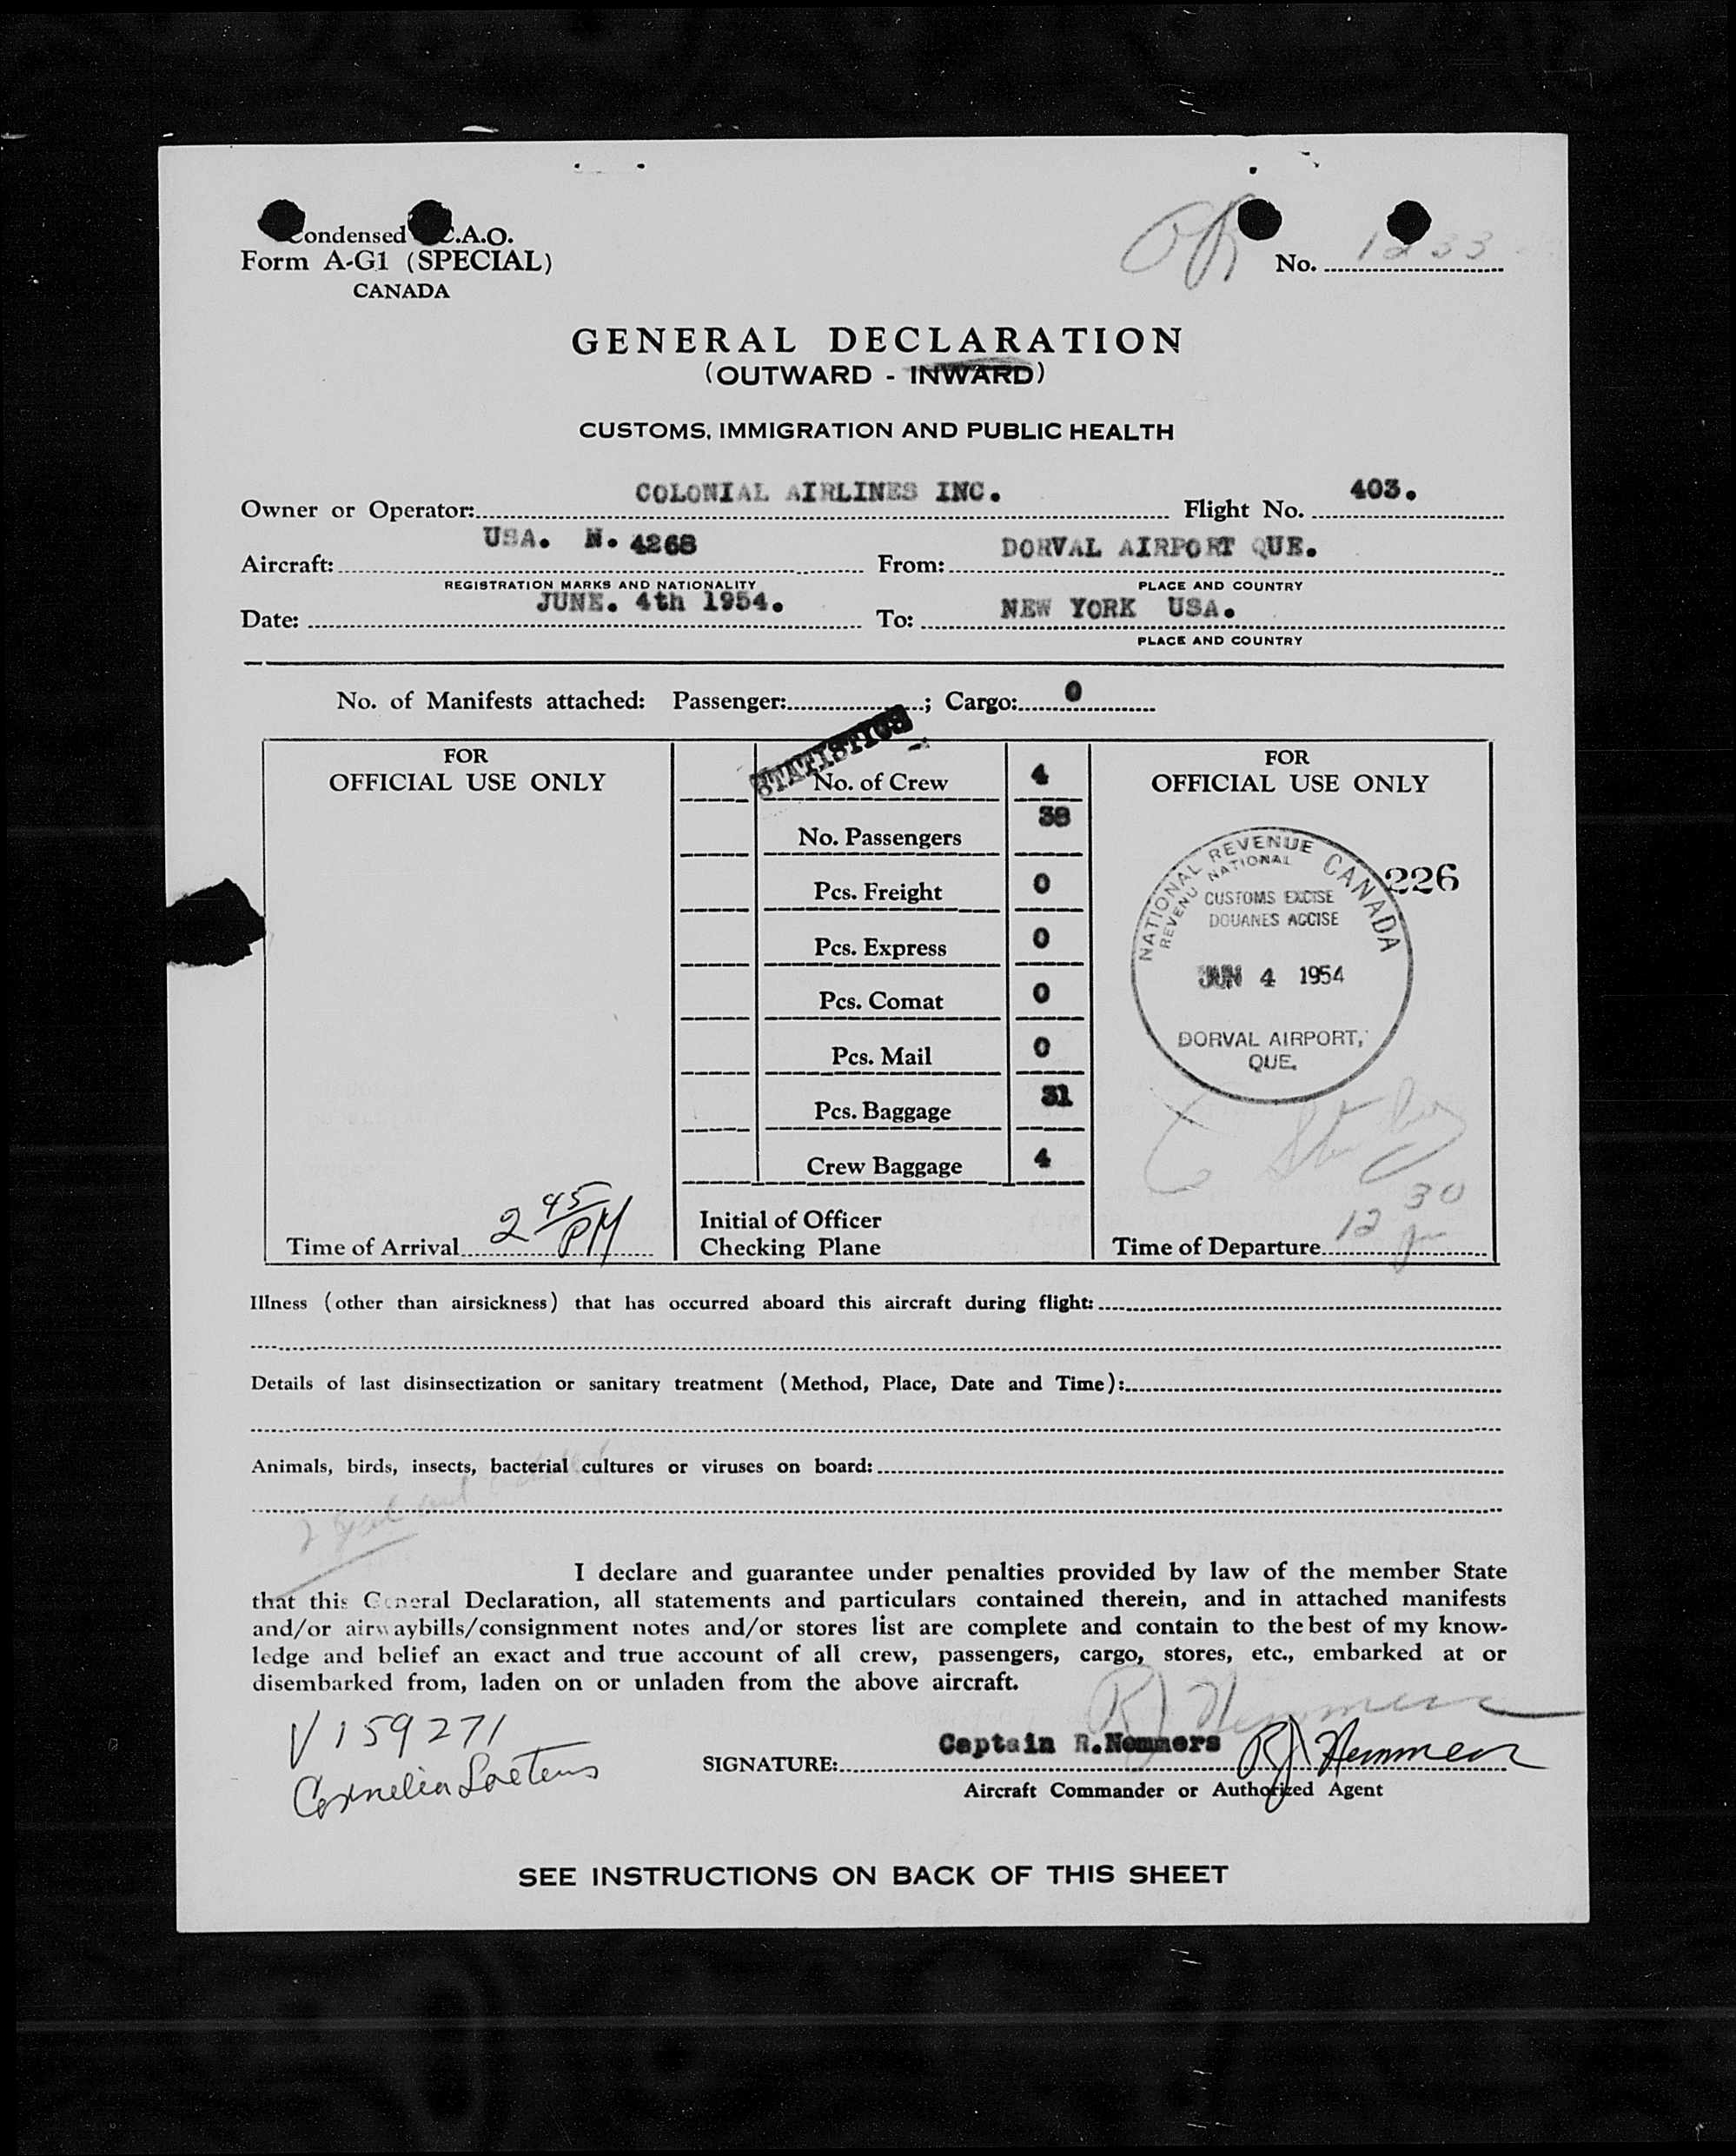 Condensed I.C.A.O.
Form A-G1 (SPECIAL)
CANADA
No. 1233
GENERAL DECLARATION
(OUTWARD - INWARD)
CUSTOMS, IMMIGRATION AND PUBLIC HEALTH
Owner or Operator: COLONIAL AIRLINES INC. Flight No. 403.
Aircraft: USA. N. 4268 From: DORVAL AIRPORT QUE.
REGISTRATION MARKS AND NATIONALITY PLACE AND COUNTRY
Date: JUNE. 4th 1954. To: NEW YORK USA.
PLACE AND COUNTRY
No. of Manifests attached: Passenger: ; Cargo: 0
STATISTICS
FOR
OFFICIAL USE ONLY
No. of Crew 4
No. Passengers 38
Pcs. Freight 0
Pcs. Express 0
Pcs. Comat 0
Pcs. Mail 0
Pcs. Baggage 31
Crew Baggage 4
FOR
OFFICIAL USE ONLY
NATIONAL REVENUE CANADA
REVENU NATIONAL
226
CUSTOMS EXCISE
DOUANES ACCISE
JUN 4 1954
DORVAL AIRPORT,
QUE.
Time of Arrival 2 45 PM
Initial of Officer
Checking Plane
Time of Departure 12 30
Illness (other than airsickness) that has occurred aboard this aircraft during flight:
Details of last disinsectization or sanitary treatment (Method, Place, Date and Time):
Animals, birds, insects, bacterial cultures or viruses on board:
I declare and guarantee under penalties provided by law of the member State
that this General Declaration, all statements and particulars contained therein, and in attached manifests
and/or airwaybills/consignment notes and/or stores list are complete and contain to the best of my know-
ledge and belief an exact and true account of all crew, passengers, cargo, stores, etc., embarked at or
disembarked from, laden on or unladen from the above aircraft.
V159271
Cornelia Soetens
R J Nemmers
SIGNATURE: Captain R.Nemmers R J Nemmers
Aircraft Commander or Authorized Agent
SEE INSTRUCTIONS ON BACK OF THIS SHEET